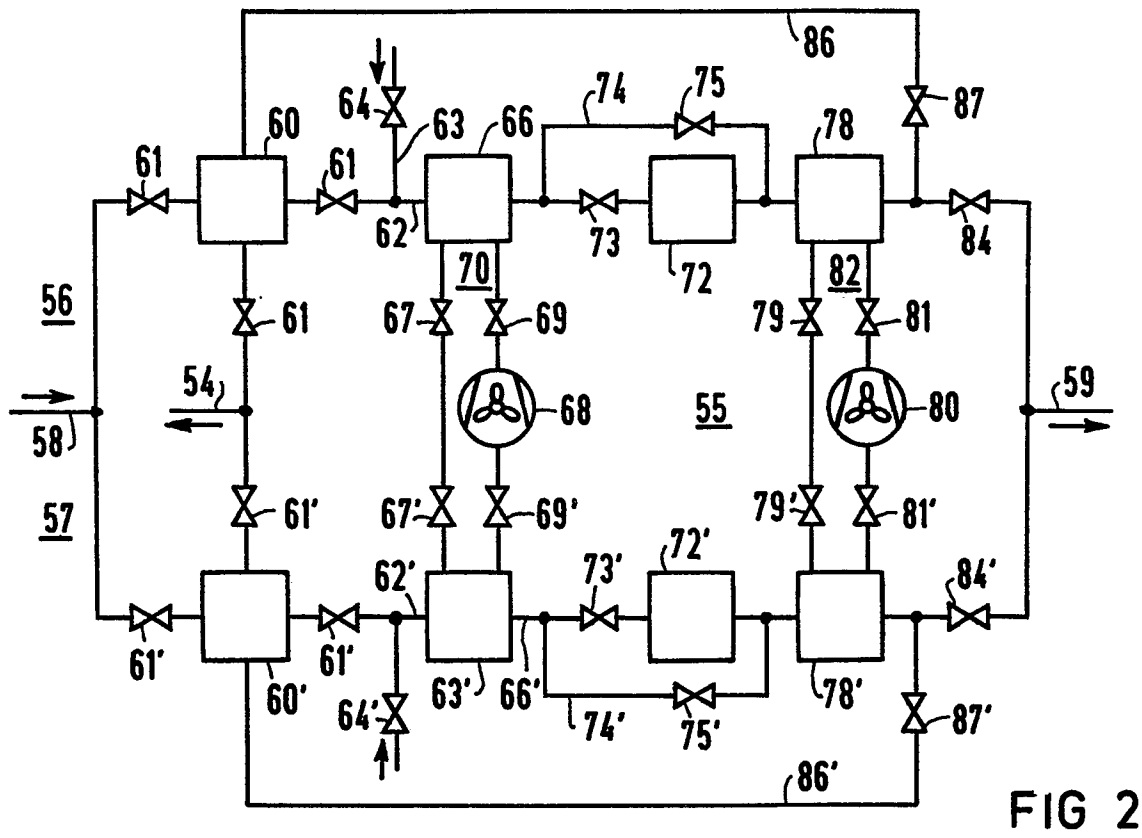 86
64 63 66 74 75 78 87
60
61 61
62 73 72 84
70 82
56 61 67 69 79 81
54 68 55 80 59
58
57 61' 67' 69' 79' 81'
62' 73' 72' 84'
61' 61' 63' 66' 78'
60' 64' 74' 75' 87'
86'
FIG 2